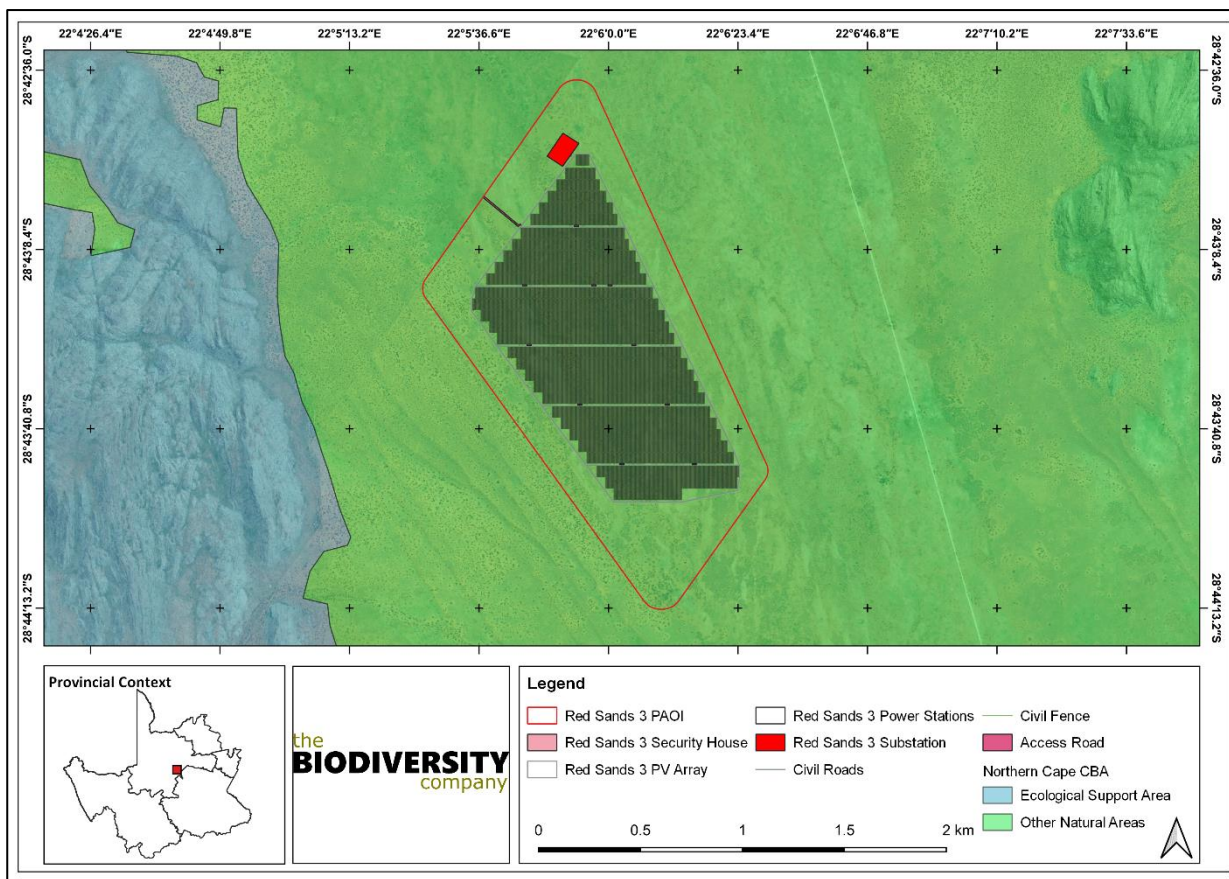 22°4'26.4"E 22°4'49.8"E 22°5'13.2"E 22°5'36.6"E 22°6'0.0"E 22°6'23.4"E 22°6'46.8"E 22°7'10.2"E 22°7'33.6"E
28°42'36.0"S 28°42'36.0"S
28°43'8.4"S 28°43'8.4"S
28°43'40.8"S 28°43'40.8"S
28°44'13.2"S 28°44'13.2"S
Provincial Context
the
BIODIVERSITY
company
Legend
Red Sands 3 PAOI
Red Sands 3 Security House
Red Sands 3 PV Array
Red Sands 3 Power Stations
Red Sands 3 Substation
Civil Roads
Civil Fence
Access Road
Northern Cape CBA
Ecological Support Area
Other Natural Areas
0 0.5 1 1.5 2 km